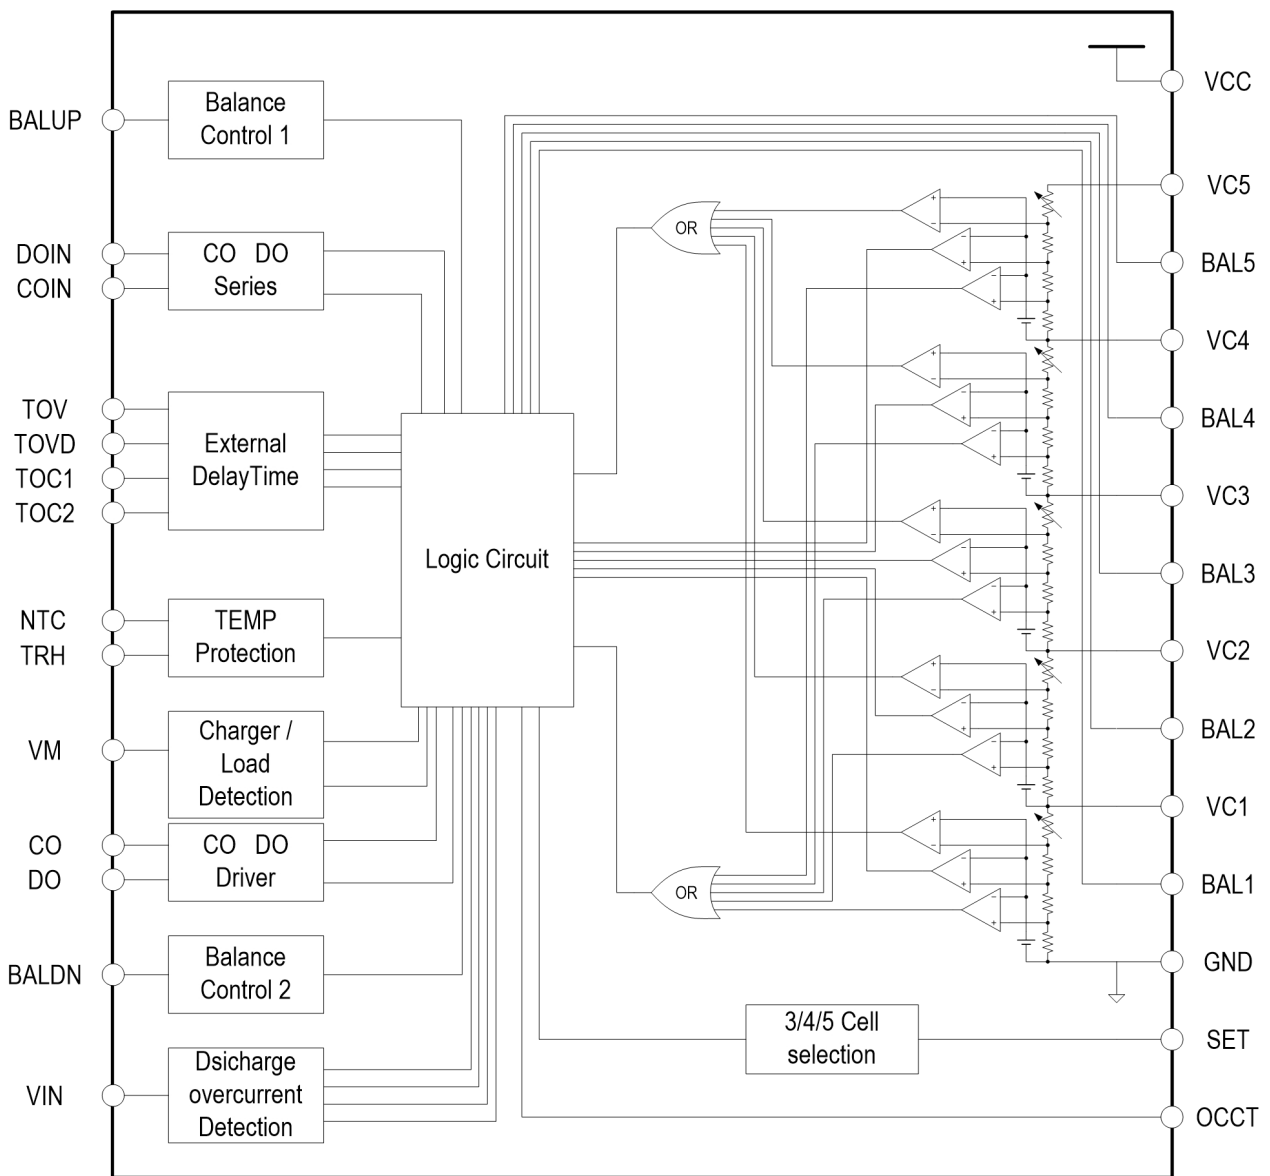 BALUP
DOIN
COIN
TOV
TOVD
TOC1
TOC2
NTC
TRH
VM
CO
DO
BALDN
VIN
Balance
Control 1
CO DO
Series
External
DelayTime
TEMP
Protection
Charger /
Load
Detection
CO DO
Driver
Balance
Control 2
Dsicharge
overcurrent
Detection
Logic Circuit
OR
OR
3/4/5 Cell
selection
VCC
VC5
BAL5
VC4
BAL4
VC3
BAL3
VC2
BAL2
VC1
BAL1
GND
SET
OCCT